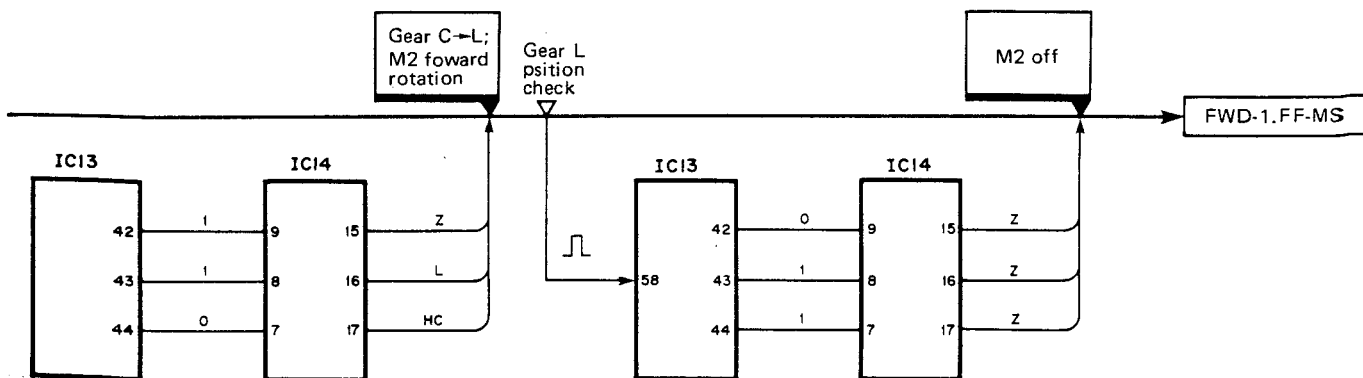 Gear C→L;
M2 foward
rotation
Gear L
psition
check
M2 off
FWD-1.FF-MS
IC13
IC14
IC13
IC14
42 1 9 15 Z
43 1 8 16 L
44 0 7 17 HC
58
42 0 9 15 Z
43 1 8 16 Z
44 1 7 17 Z